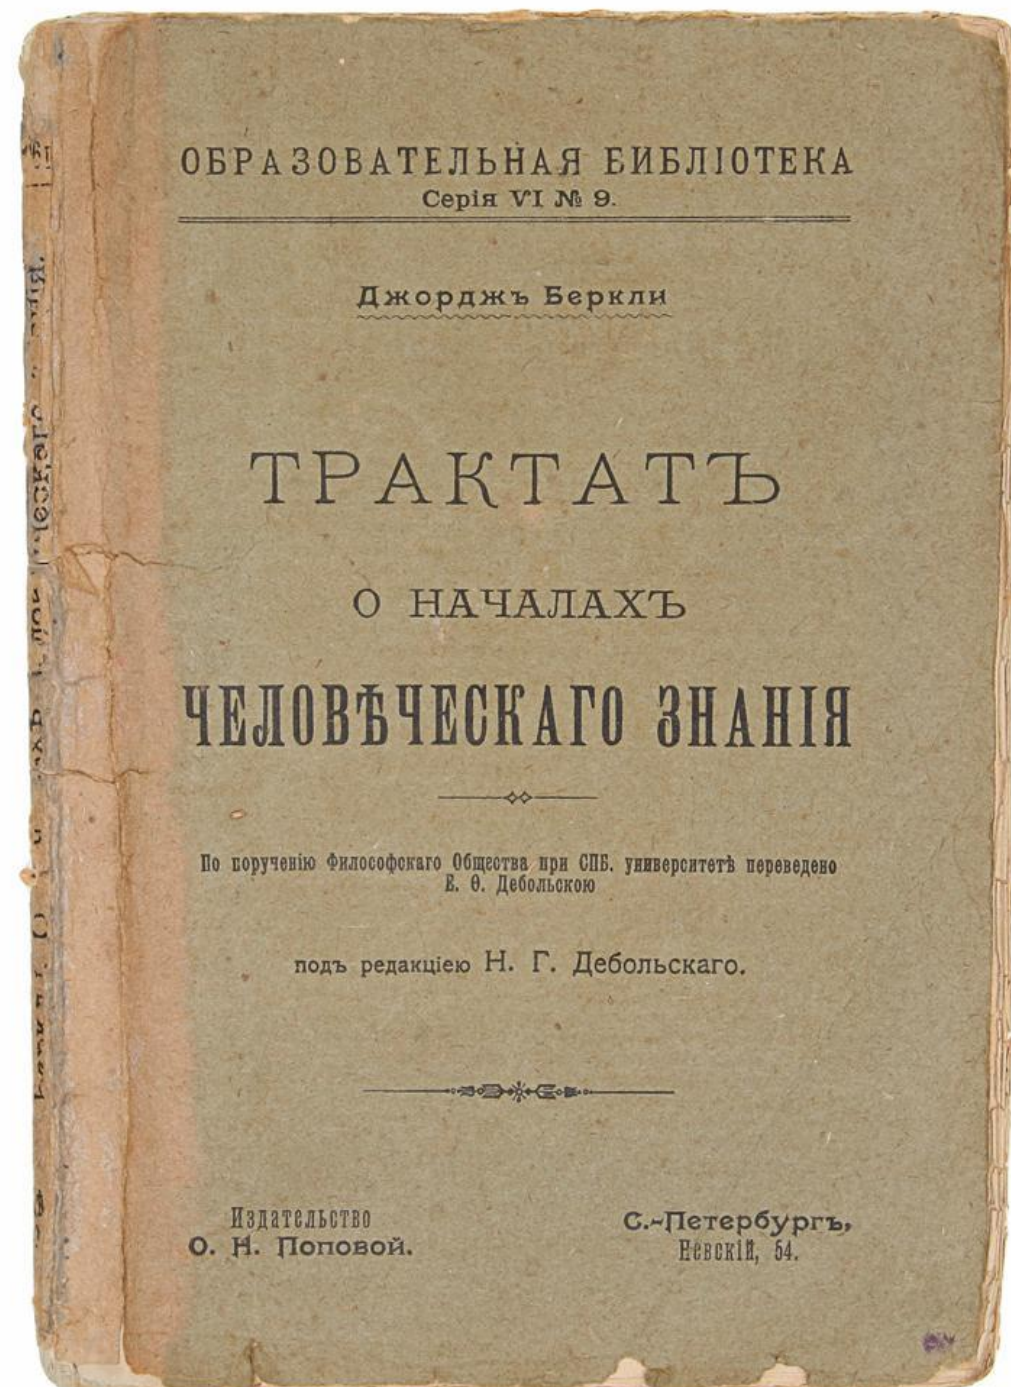 ОБРАЗОВАТЕЛЬНАЯ БИБЛІОТЕКА
Серія VI № 9.
Джорджъ Беркли
ТРАКТАТЪ
О НАЧАЛАХЪ
ЧЕЛОВѢЧЕСКАГО ЗНАНІЯ
По порученію Философскаго Общества при СПБ. университетѣ переведено
Е. Ѳ. Дебольскою
подъ редакціею Н. Г. Дебольскаго.
Издательство
О. Н. Поповой.
С.-Петербургъ,
Невскій, 54.